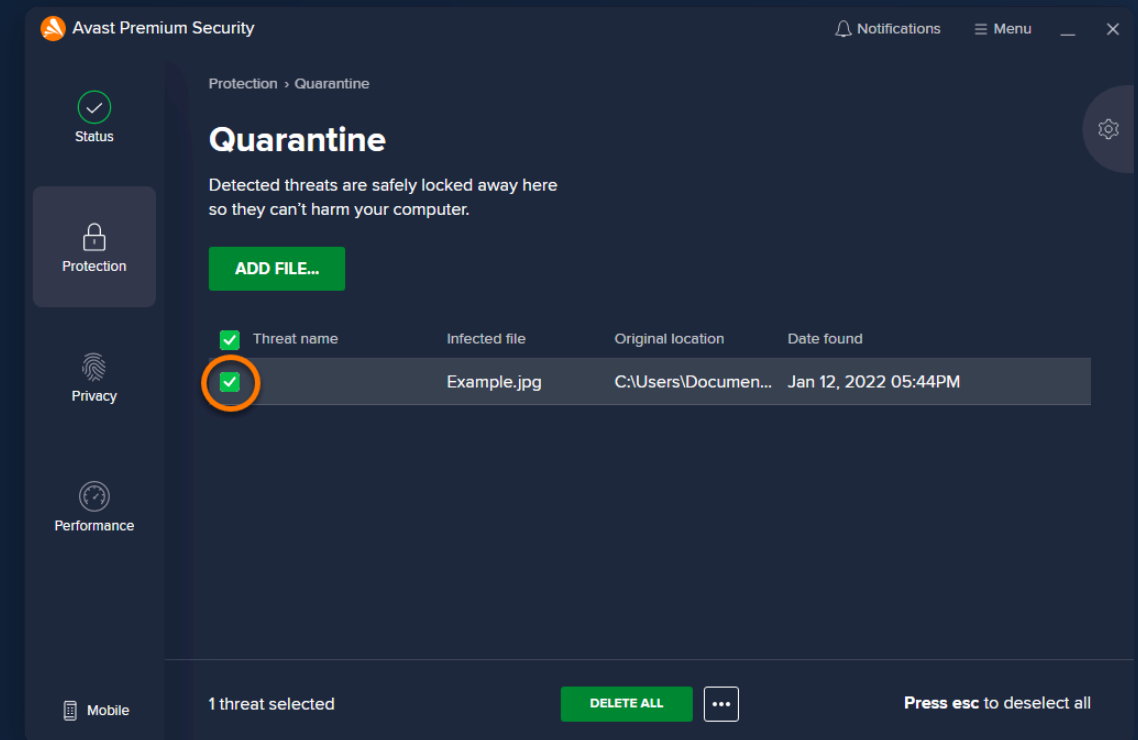 Avast Premium Security
Notifications
Menu
Protection › Quarantine
Status
Quarantine
Detected threats are safely locked away here
so they can’t harm your computer.
Protection
ADD FILE...
Threat name Infected file Original location Date found
Example.jpg C:\Users\Documen... Jan 12, 2022 05:44PM
Privacy
Performance
Mobile
1 threat selected
DELETE ALL
Press esc to deselect all